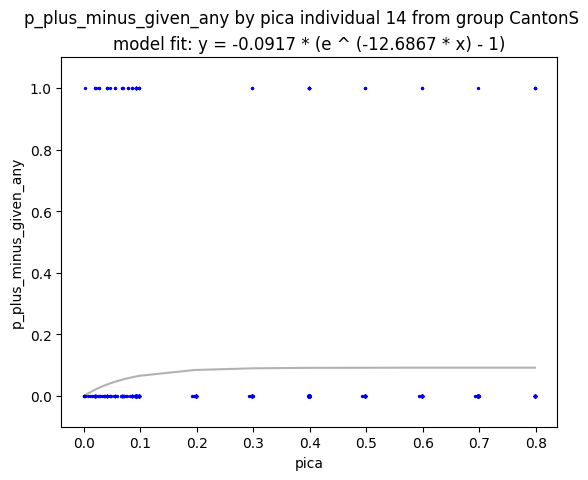 p_plus_minus_given_any by pica individual 14 from group CantonS
model fit: y = -0.0917 * (e ^ (-12.6867 * x) - 1)
p_plus_minus_given_any
1.0
0.8
0.6
0.4
0.2
0.0
0.0 0.1 0.2 0.3 0.4 0.5 0.6 0.7 0.8
pica